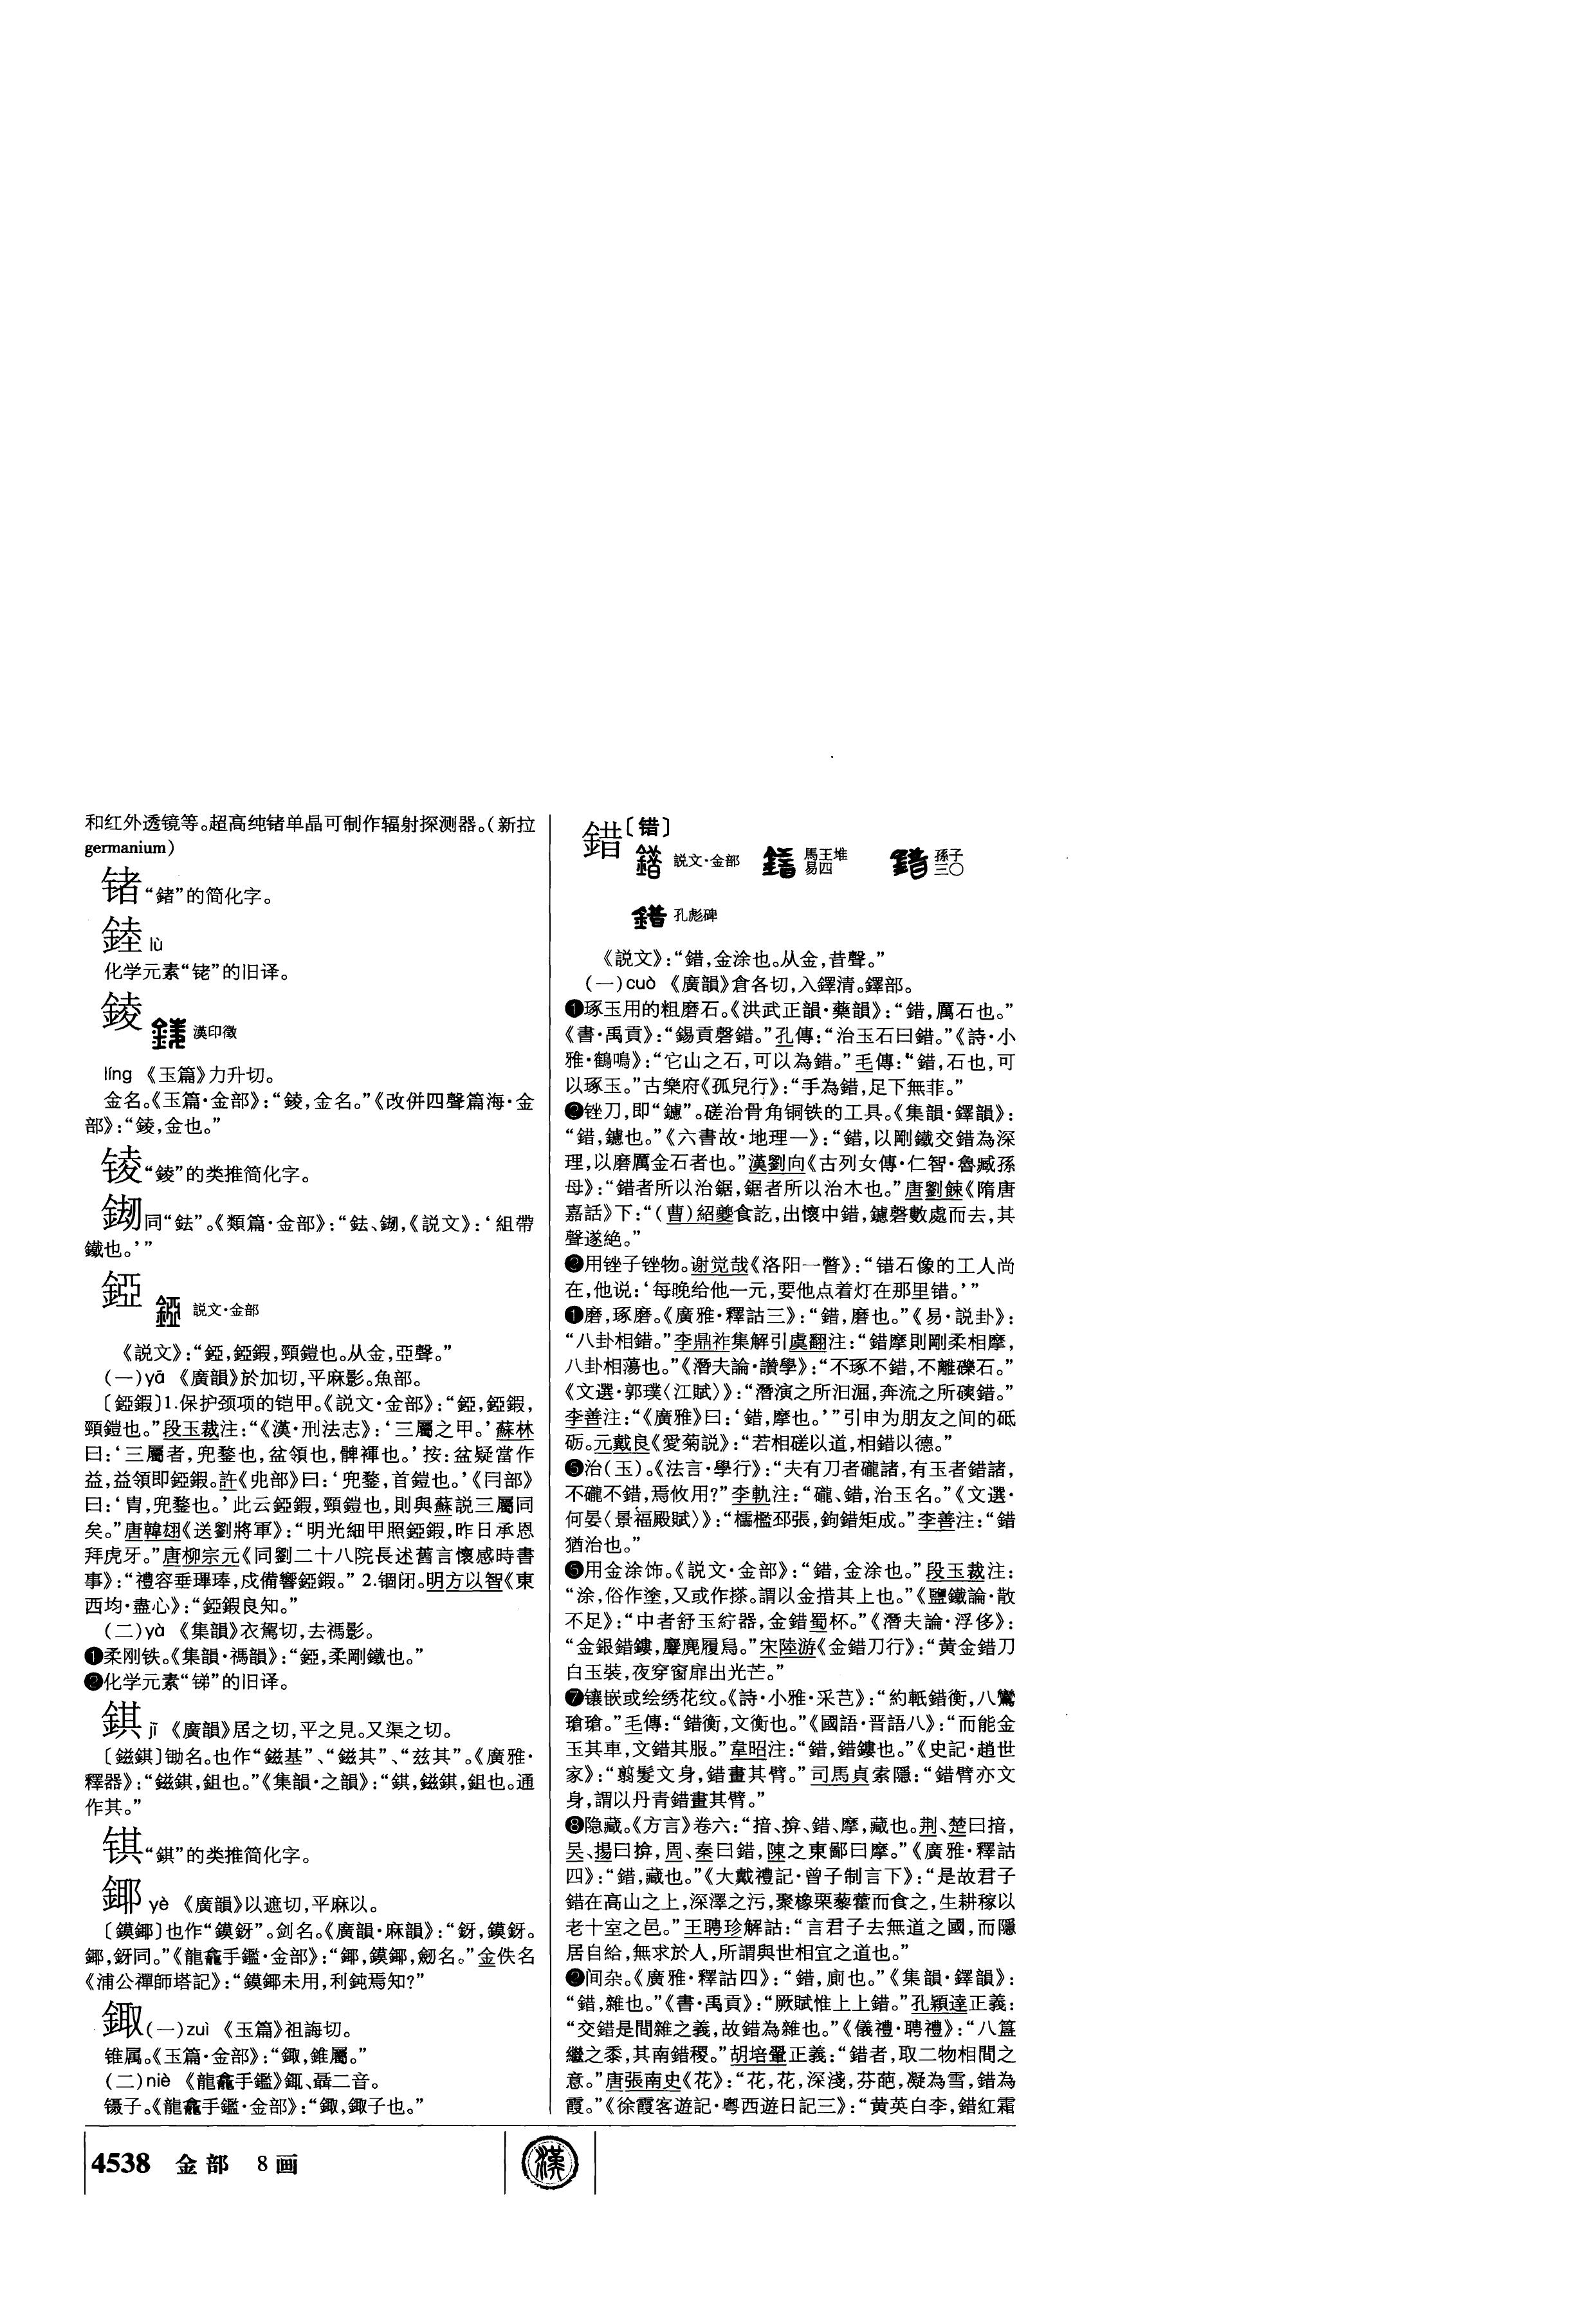 和红外透镜等。超高纯锗单晶可制作辐射探测器。(新拉
germanium)
锗“鍺”的简化字。
錴 lù
化学元素“铑”的旧译。
錂
漢印徵
líng 《玉篇》力升切。
金名。《玉篇·金部》:“錂,金名。”《改併四聲篇海·金
部》:“錂,金也。”
“錂”的类推简化字。
同“鉣”。《類篇·金部》:“鉣、,《説文》:‘組帶
鐵也。’”
錏
説文·金部
《説文》:“錏,錏鍜,頸鎧也。从金,亞聲。”
(一)yā 《廣韻》於加切,平麻影。魚部。
〔錏鍜〕1.保护颈项的铠甲。《説文·金部》:“錏,錏鍜,
頸鎧也。”段玉裁注:“《漢·刑法志》:‘三屬之甲。’蘇林
曰:‘三屬者,兜鍪也,盆領也,髀褌也。’按:盆疑當作
益,益領即錏鍜。許《兜部》曰:‘兜鍪,首鎧也。’《冃部》
曰:‘胄,兜鍪也。’此云錏鍜,頸鎧也,則與蘇説三屬同
矣。”唐韓翃《送劉將軍》:“明光細甲照錏鍜,昨日承恩
拜虎牙。”唐柳宗元《同劉二十八院長述舊言懷感時書
事》:“禮容垂琕琫,戍備響錏鍜。” 2.锢闭。明方以智《東
西均·盡心》:“錏鍜良知。”
(二)yà 《集韻》衣駕切,去禡影。
❶柔刚铁。《集韻·禡韻》:“錏,柔剛鐵也。”
❷化学元素“锑”的旧译。
錤 jī 《廣韻》居之切,平之見。又渠之切。
〔鎡錤〕锄名。也作“鎡基”、“鎡其”、“兹其”。《廣雅·
釋器》:“鎡錤,鉏也。”《集韻·之韻》:“錤,鎡錤,鉏也。通
作其。”
“錤”的类推简化字。
鎁 yè 《廣韻》以遮切,平麻以。
〔鏌鎁〕也作“鏌釾”。剑名。《廣韻·麻韻》:“釾,鏌釾。
鎁,釾同。”《龍龕手鑑·金部》:“鎁,鏌鎁,劒名。”金佚名
《浦公禪師塔記》:“鏌鎁未用,利鈍焉知?”
鋷(一)zuì 《玉篇》祖誨切。
锥属。《玉篇·金部》:“鋷,錐屬。”
(二)niè 《龍龕手鑑》鋷、聶二音。
镊子。《龍龕手鑑·金部》:“鋷,鋷子也。”
錯〔错〕
説文·金部 馬王堆易四 孫子三〇
孔彪碑
《説文》:“錯,金涂也。从金,昔聲。”
(一)cuò 《廣韻》倉各切,入鐸清。鐸部。
❶琢玉用的粗磨石。《洪武正韻·藥韻》:“錯,厲石也。”
《書·禹貢》:“錫貢磬錯。”孔傳:“治玉石曰錯。”《詩·小
雅·鶴鳴》:“它山之石,可以為錯。”毛傳:“錯,石也,可
以琢玉。”古樂府《孤兒行》:“手為錯,足下無菲。”
❷锉刀,即“鑢”。磋治骨角铜铁的工具。《集韻·鐸韻》:
“錯,鑢也。”《六書故·地理一》:“錯,以剛鐵交錯為深
理,以磨厲金石者也。”漢劉向《古列女傳·仁智·魯臧孫
母》:“錯者所以治鋸,鋸者所以治木也。”唐劉餗《隋唐
嘉話》下:“(曹)紹夔食訖,出懷中錯,鑢磬數處而去,其
聲遂絶。”
❸用锉子锉物。谢觉哉《洛阳一瞥》:“错石像的工人尚
在,他说:‘每晚给他一元,要他点着灯在那里错。’”
❶磨,琢磨。《廣雅·釋詁三》:“錯,磨也。”《易·説卦》:
“八卦相錯。”李鼎祚集解引虞翻注:“錯摩則剛柔相摩,
八卦相蕩也。”《潛夫論·讚學》:“不琢不錯,不離礫石。”
《文選·郭璞〈江賦〉》:“潛演之所汩淈,奔流之所磢錯。”
李善注:“《廣雅》曰:‘錯,摩也。’”引申为朋友之间的砥
砺。元戴良《愛菊説》:“若相磋以道,相錯以德。”
❺治(玉)。《法言·學行》:“夫有刀者礲諸,有玉者錯諸,
不礲不錯,焉攸用?”李軌注:“礲、錯,治玉名。”《文選·
何晏〈景福殿賦〉》:“櫺檻邳張,鉤錯矩成。”李善注:“錯
猶治也。”
❺用金涂饰。《説文·金部》:“錯,金涂也。”段玉裁注:
“涂,俗作塗,又或作搽。謂以金措其上也。”《鹽鐵論·散
不足》:“中者舒玉紵器,金錯蜀杯。”《潛夫論·浮侈》:
“金銀錯鏤,麞麂履舄。”宋陸游《金錯刀行》:“黄金錯刀
白玉裝,夜穿窗扉出光芒。”
❼镶嵌或绘绣花纹。《詩·小雅·采芑》:“約軝錯衡,八鸞
瑲瑲。”毛傳:“錯衡,文衡也。”《國語·晋語八》:“而能金
玉其車,文錯其服。”韋昭注:“錯,錯鏤也。”《史記·趙世
家》:“翦髮文身,錯畫其臂。”司馬貞索隱:“錯臂亦文
身,謂以丹青錯畫其臂。”
❽隐藏。《方言》卷六:“揞、揜、錯、摩,藏也。荆、楚曰揞,
吴、揚曰揜,周、秦曰錯,陳之東鄙曰摩。”《廣雅·釋詁
四》:“錯,藏也。”《大戴禮記·曾子制言下》:“是故君子
錯在高山之上,深澤之污,聚橡栗藜藿而食之,生耕稼以
老十室之邑。”王聘珍解詁:“言君子去無道之國,而隱
居自給,無求於人,所謂與世相宜之道也。”
❷间杂。《廣雅·釋詁四》:“錯,廁也。”《集韻·鐸韻》:
“錯,雜也。”《書·禹貢》:“厥賦惟上上錯。”孔穎達正義:
“交錯是間雜之義,故錯為雜也。”《儀禮·聘禮》:“八簋
繼之黍,其南錯稷。”胡培翬正義:“錯者,取二物相間之
意。”唐張南史《花》:“花,花,深淺,芬葩,凝為雪,錯為
霞。”《徐霞客遊記·粤西遊日記三》:“黄英白李,錯紅霜
4538 金部 8画
漢